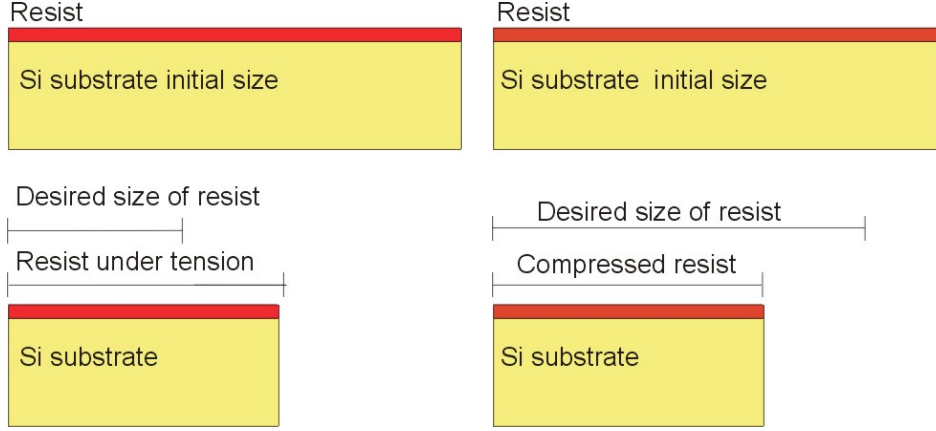 Resist
Si substrate initial size
Desired size of resist
Resist under tension
Si substrate
Resist
Si substrate  initial size
Desired size of resist
Compressed resist
Si substrate